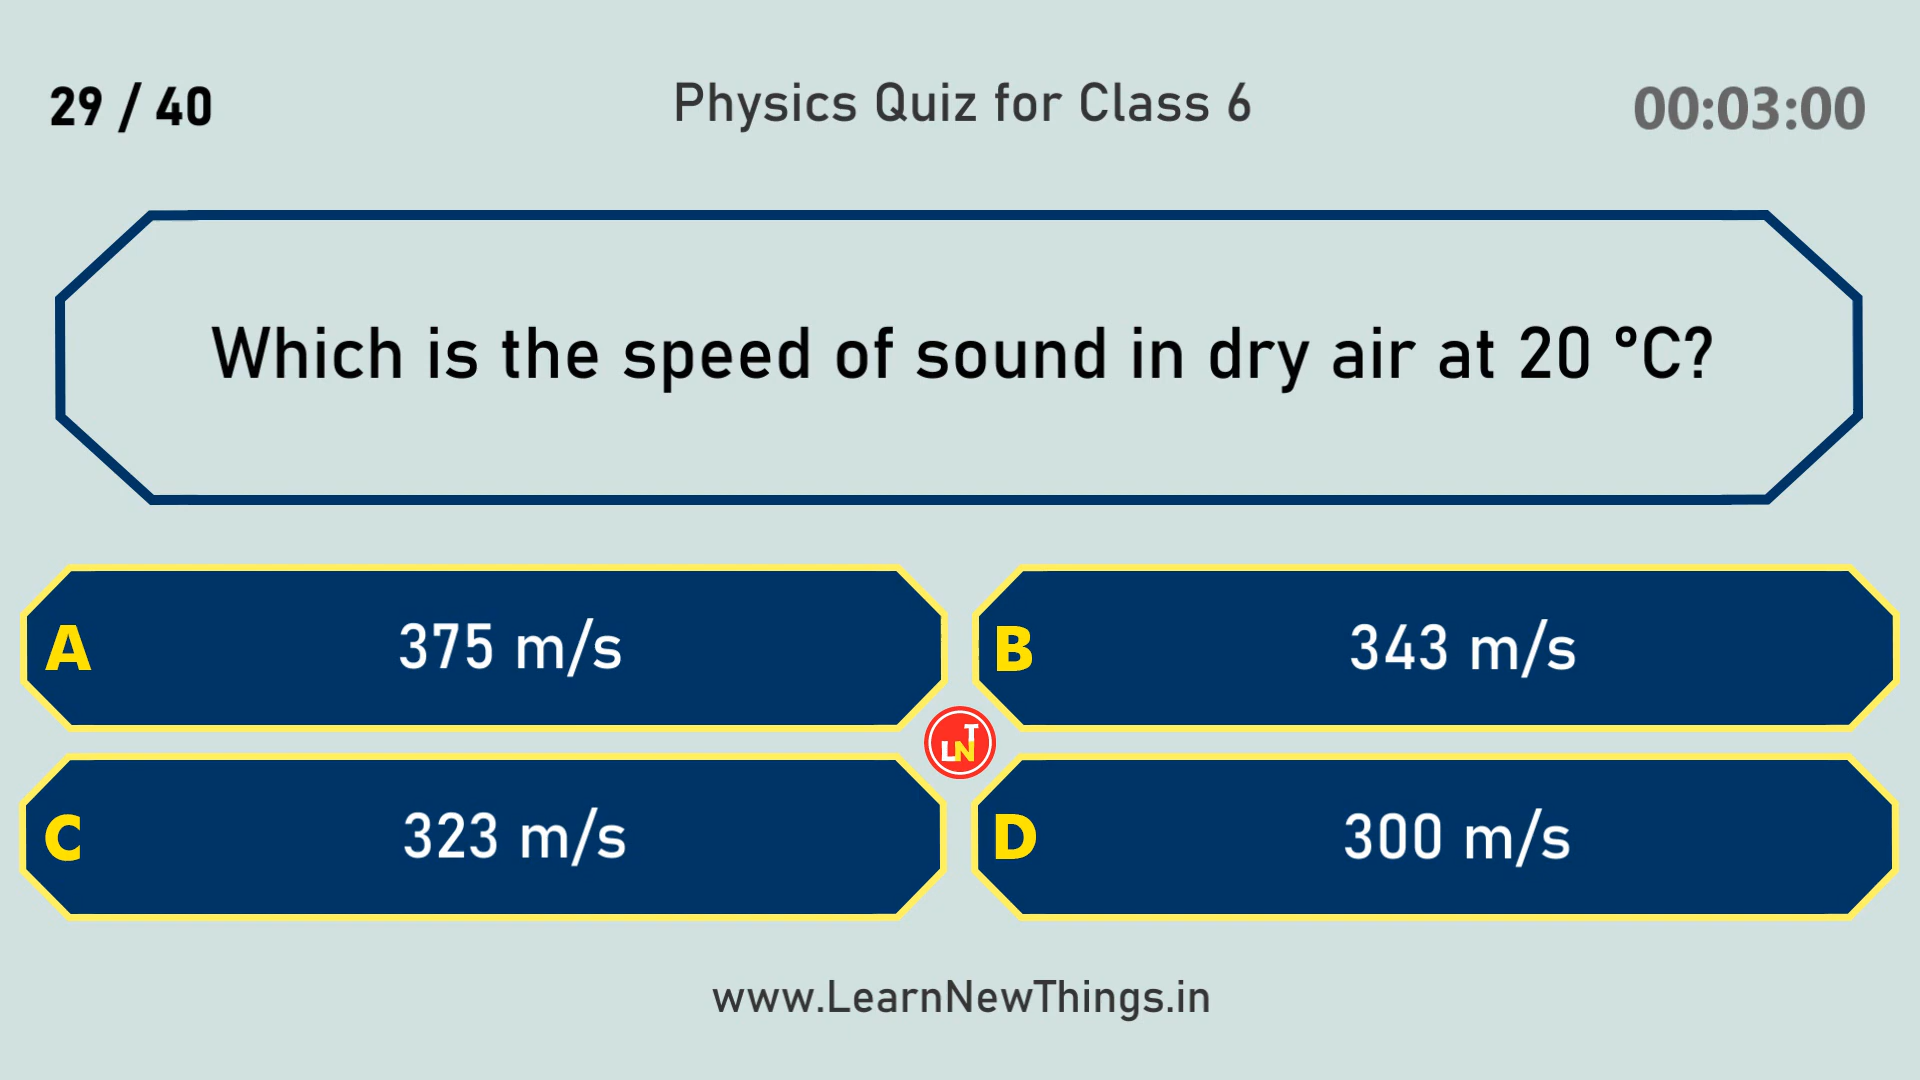 29 / 40
Physics Quiz for Class 6
00:03:00
Which is the speed of sound in dry air at 20 °C?
A 375 m/s
B 343 m/s
LNT
C 323 m/s
D 300 m/s
www.LearnNewThings.in